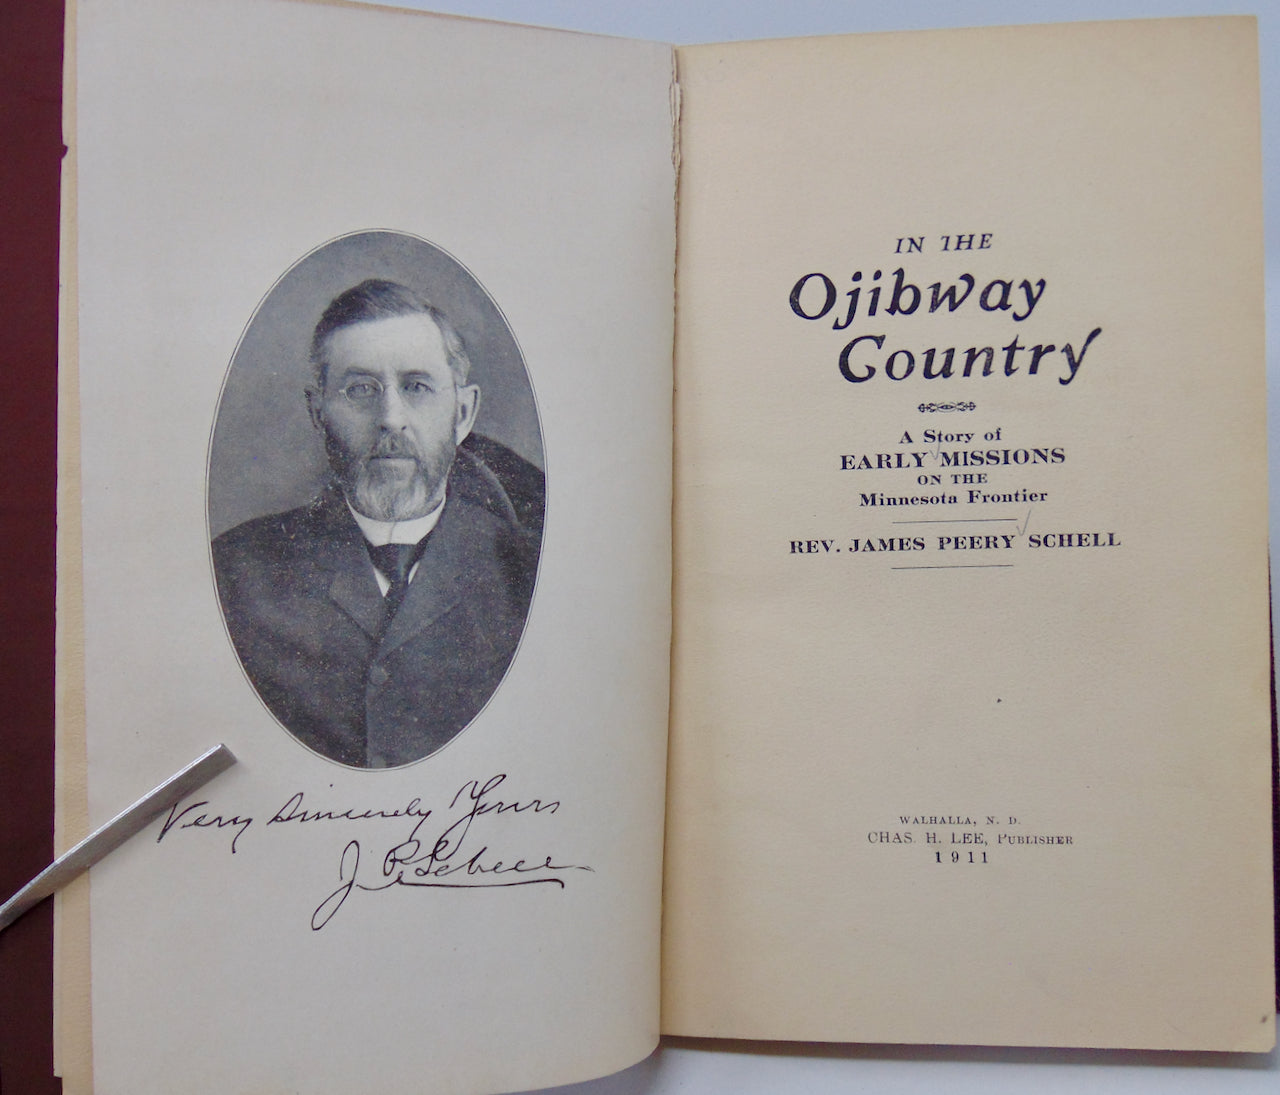 Very Sincerely Yours
J P Schell
IN THE
Ojibway
Country
A Story of
EARLY MISSIONS
ON THE
Minnesota Frontier
REV. JAMES PEERY SCHELL
WALHALLA, N. D.
CHAS. H. LEE, PUBLISHER
1911